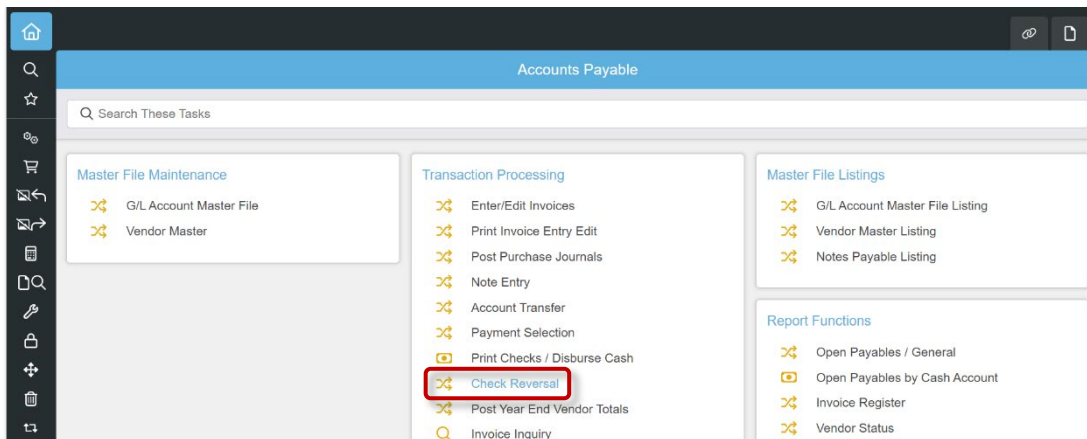 Accounts Payable
Search These Tasks
Master File Maintenance
G/L Account Master File
Vendor Master
Transaction Processing
Enter/Edit Invoices
Print Invoice Entry Edit
Post Purchase Journals
Note Entry
Account Transfer
Payment Selection
Print Checks / Disburse Cash
Check Reversal
Post Year End Vendor Totals
Invoice Inquiry
Master File Listings
G/L Account Master File Listing
Vendor Master Listing
Notes Payable Listing
Report Functions
Open Payables / General
Open Payables by Cash Account
Invoice Register
Vendor Status